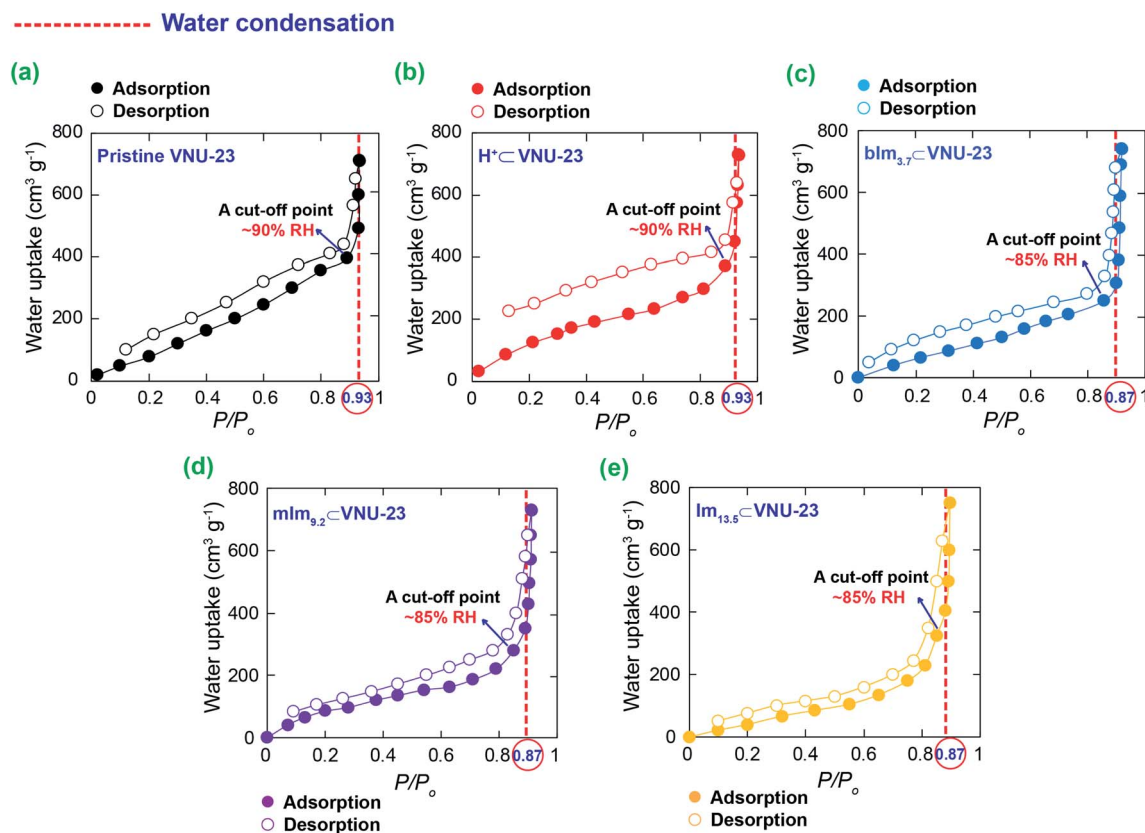 Water condensation
(a)
Adsorption
Desorption
Pristine VNU-23
A cut-off point
~90% RH
Water uptake (cm³ g⁻¹)
800
600
400
200
0
0 0.2 0.4 0.6 0.8 0.93 1
P/Pₒ
(b)
Adsorption
Desorption
H⁺⊂VNU-23
A cut-off point
~90% RH
Water uptake (cm³ g⁻¹)
800
600
400
200
0
0 0.2 0.4 0.6 0.8 0.93 1
P/Pₒ
(c)
Adsorption
Desorption
bIm₃.₇⊂VNU-23
A cut-off point
~85% RH
Water uptake (cm³ g⁻¹)
800
600
400
200
0
0 0.2 0.4 0.6 0.8 0.87 1
P/Pₒ
(d)
mIm₉.₂⊂VNU-23
A cut-off point
~85% RH
Water uptake (cm³ g⁻¹)
800
600
400
200
0
0 0.2 0.4 0.6 0.8 0.87 1
P/Pₒ
Adsorption
Desorption
(e)
Im₁₃.₅⊂VNU-23
A cut-off point
~85% RH
Water uptake (cm³ g⁻¹)
800
600
400
200
0
0 0.2 0.4 0.6 0.8 0.87 1
P/Pₒ
Adsorption
Desorption